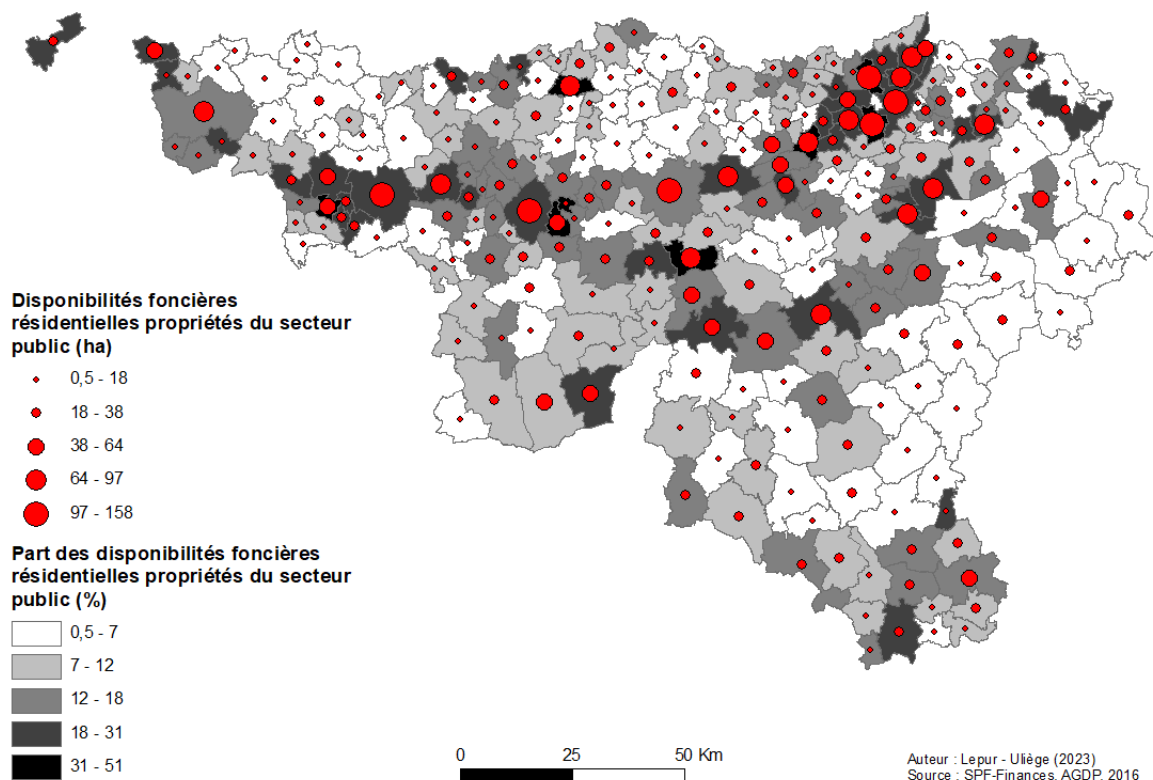 Disponibilités foncières
résidentielles propriétés du secteur
public (ha)
0,5 - 18
18 - 38
38 - 64
64 - 97
97 - 158
Part des disponibilités foncières
résidentielles propriétés du secteur
public (%)
0,5 - 7
7 - 12
12 - 18
18 - 31
31 - 51
0 25 50 Km
Auteur : Lepur - Uliège (2023)
Source : SPF-Finances, AGDP, 2016